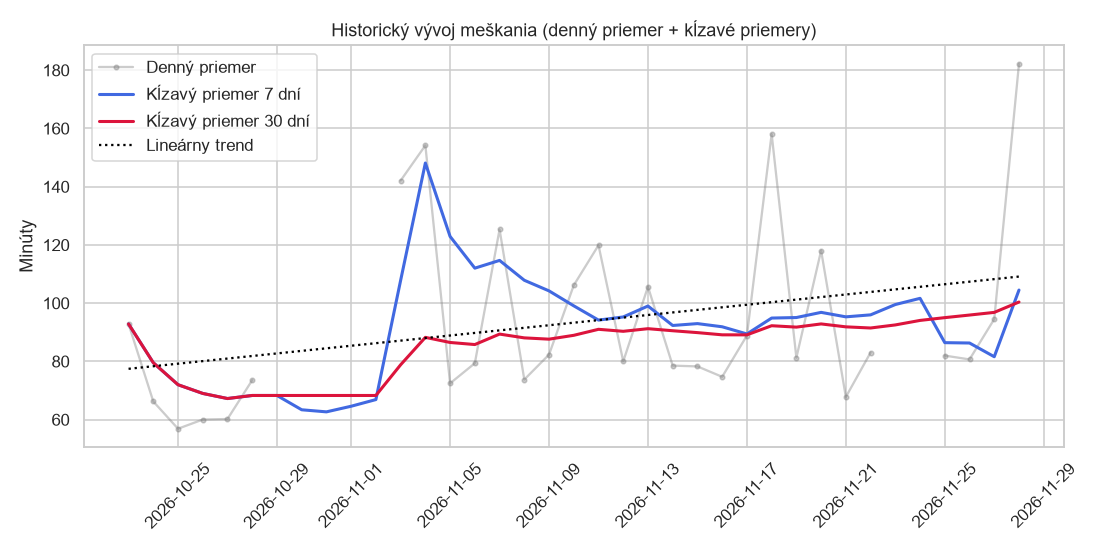 Historický vývoj meškania (denný priemer + kĺzavé priemery)
Denný priemer
Kĺzavý priemer 7 dní
Kĺzavý priemer 30 dní
Lineárny trend
Minúty
180
160
140
120
100
80
60
2026-10-25
2026-10-29
2026-11-01
2026-11-05
2026-11-09
2026-11-13
2026-11-17
2026-11-21
2026-11-25
2026-11-29